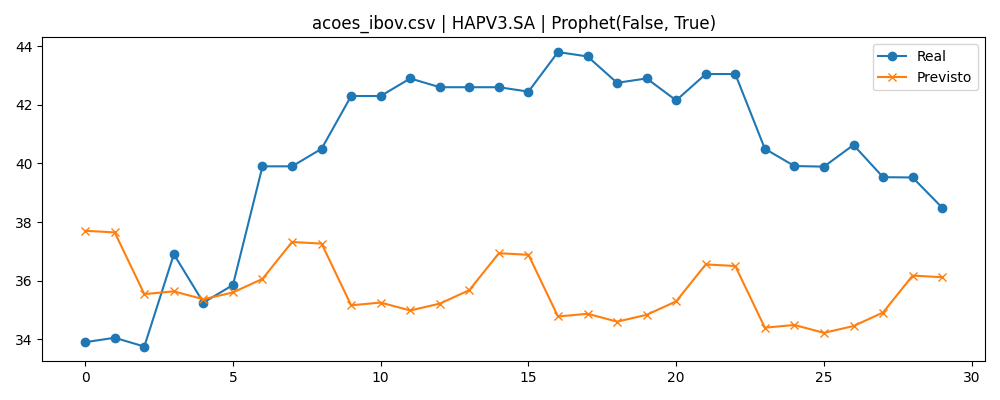 acoes_ibov.csv | HAPV3.SA | Prophet(False, True)
Real
Previsto
44
42
40
38
36
34
0 5 10 15 20 25 30